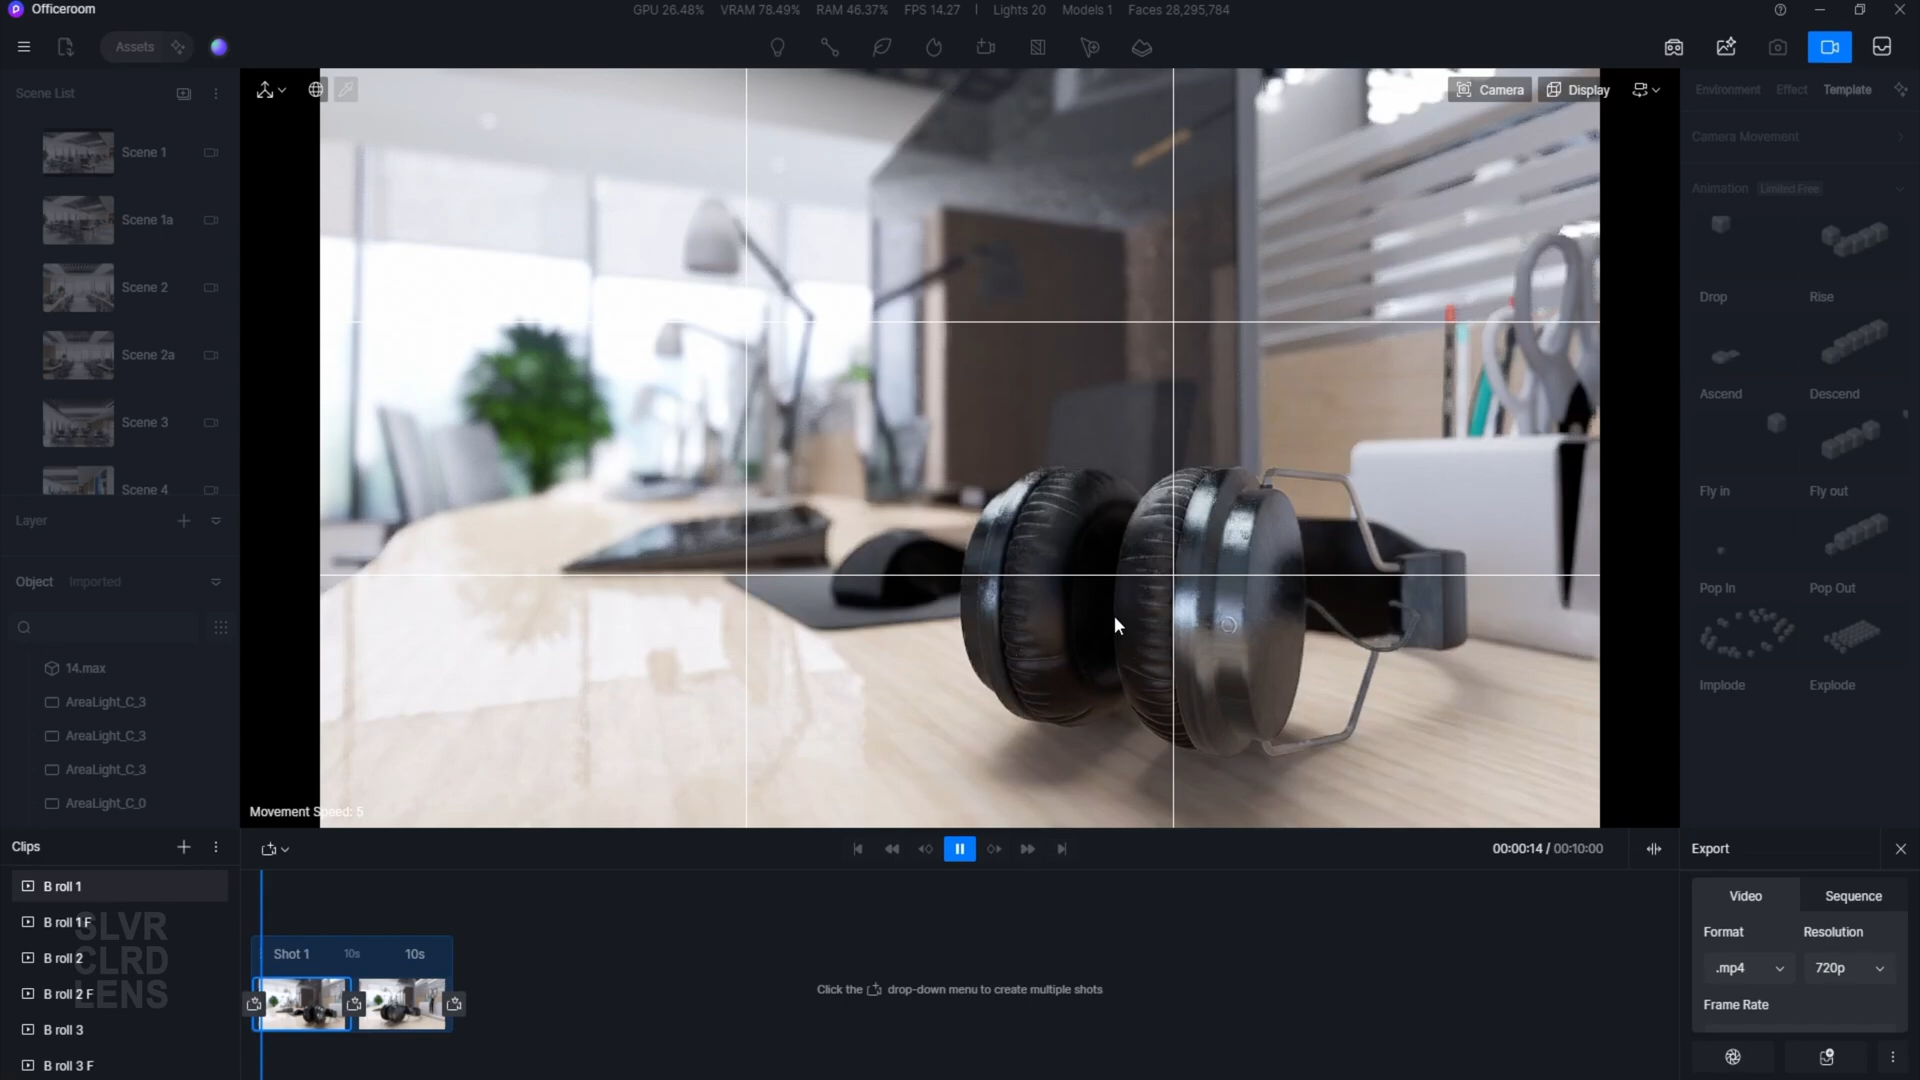 Officeroom
GPU 26.48% VRAM 78.49% RAM 46.37% FPS 14.27 | Lights 20 Models 1 Faces 28,295,784
Assets
Scene List
Scene 1
Scene 1a
Scene 2
Scene 2a
Scene 3
Scene 4
Layer
Object Imported
14.max
AreaLight_C_3
AreaLight_C_3
AreaLight_C_3
AreaLight_C_0
Camera Display
Movement Speed: 5
Environment Effect Template
Camera Movement
Animation Limited Free
Drop Rise
Ascend Descend
Fly in Fly out
Pop In Pop Out
Implode Explode
Clips
B roll 1
B roll 1 F
B roll 2
B roll 2 F
B roll 3
B roll 3 F
SLVR
CLRD
LENS
00:00:14 / 00:10:00
Shot 1 10s 10s
Click the drop-down menu to create multiple shots
Export
Video Sequence
Format Resolution
.mp4 720p
Frame Rate